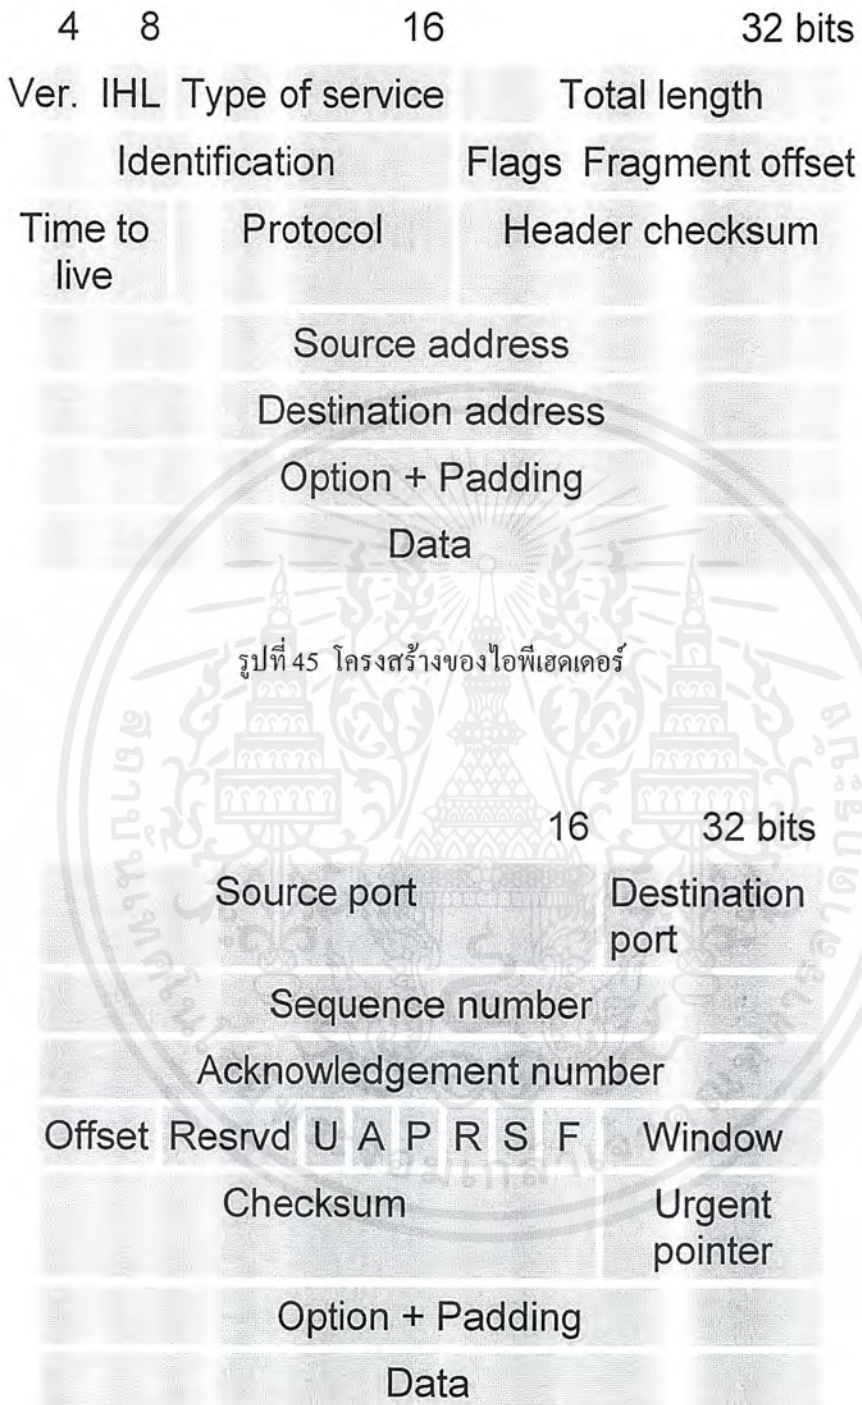 4 8 16 32 bits
Ver. IHL Type of service Total length
Identification Flags Fragment offset
Time to live Protocol Header checksum
Source address
Destination address
Option + Padding
Data
รูปที่ 45 โครงสร้างของไอพีเฮดเดอร์
16 32 bits
Source port Destination port
Sequence number
Acknowledgement number
Offset Resrvd U A P R S F Window
Checksum Urgent pointer
Option + Padding
Data